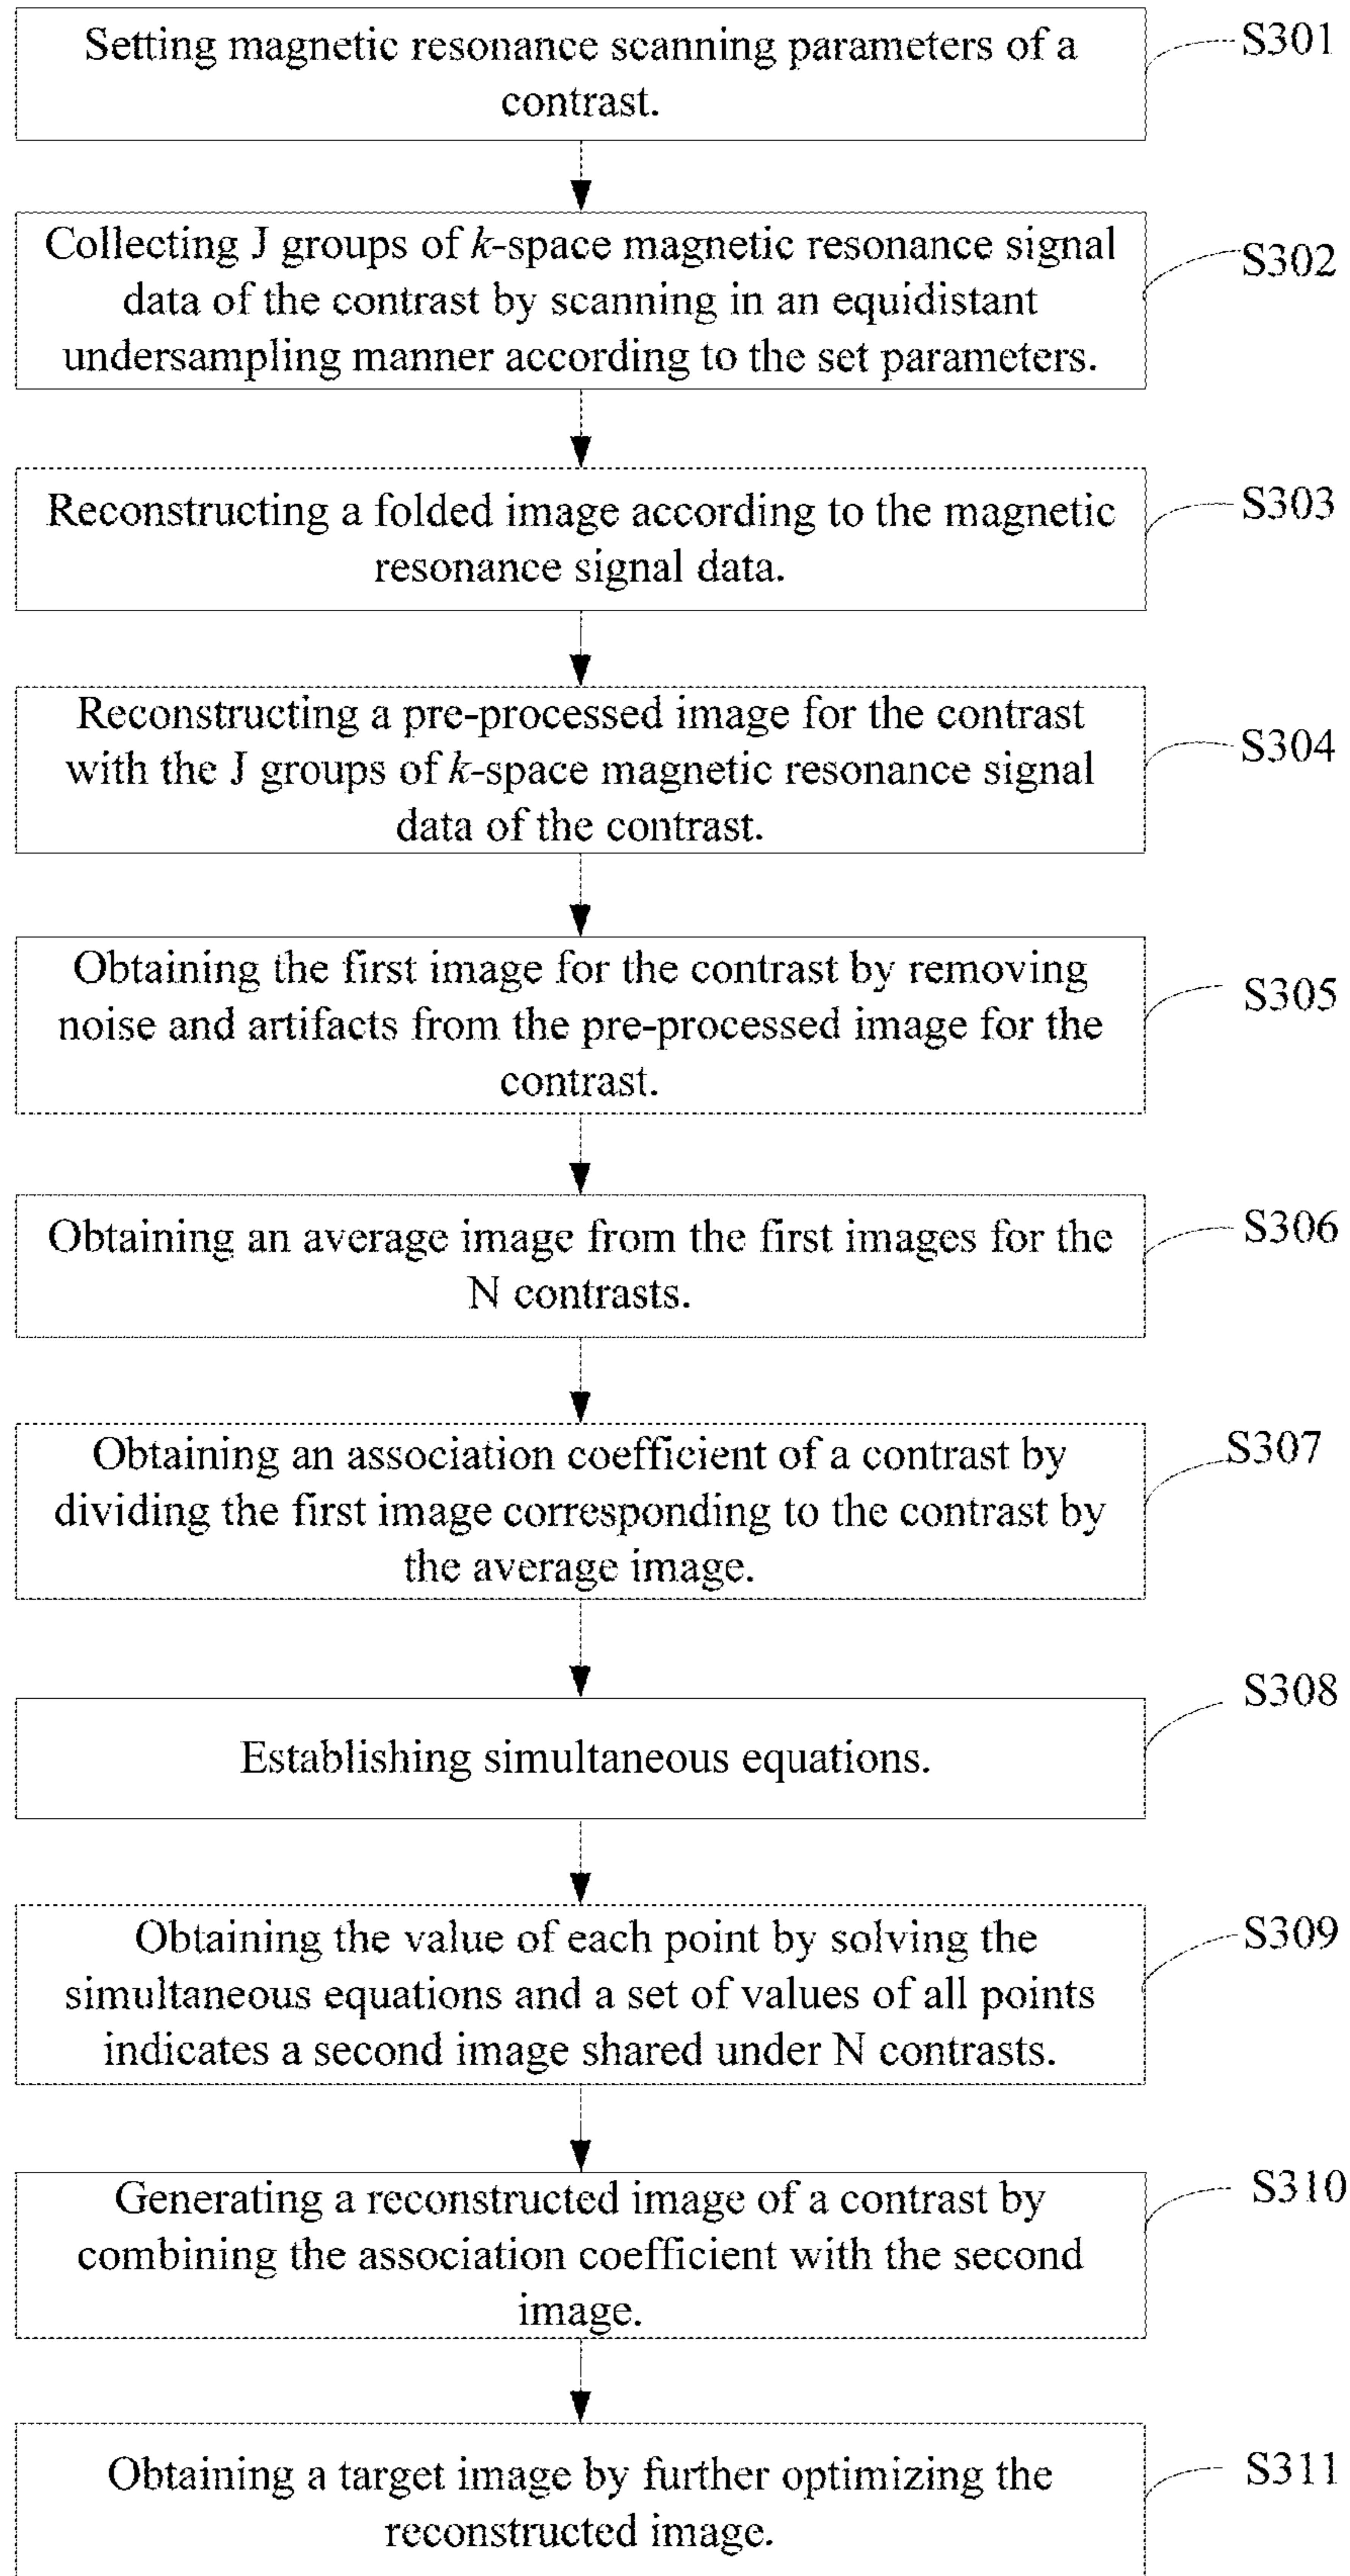 Setting magnetic resonance scanning parameters of a
contrast.
S301
Collecting J groups of k-space magnetic resonance signal
data of the contrast by scanning in an equidistant
undersampling manner according to the set parameters.
S302
Reconstructing a folded image according to the magnetic
resonance signal data.
S303
Reconstructing a pre-processed image for the contrast
with the J groups of k-space magnetic resonance signal
data of the contrast.
S304
Obtaining the first image for the contrast by removing
noise and artifacts from the pre-processed image for the
contrast.
S305
Obtaining an average image from the first images for the
N contrasts.
S306
Obtaining an association coefficient of a contrast by
dividing the first image corresponding to the contrast by
the average image.
S307
Establishing simultaneous equations.
S308
Obtaining the value of each point by solving the
simultaneous equations and a set of values of all points
indicates a second image shared under N contrasts.
S309
Generating a reconstructed image of a contrast by
combining the association coefficient with the second
image.
S310
Obtaining a target image by further optimizing the
reconstructed image.
S311